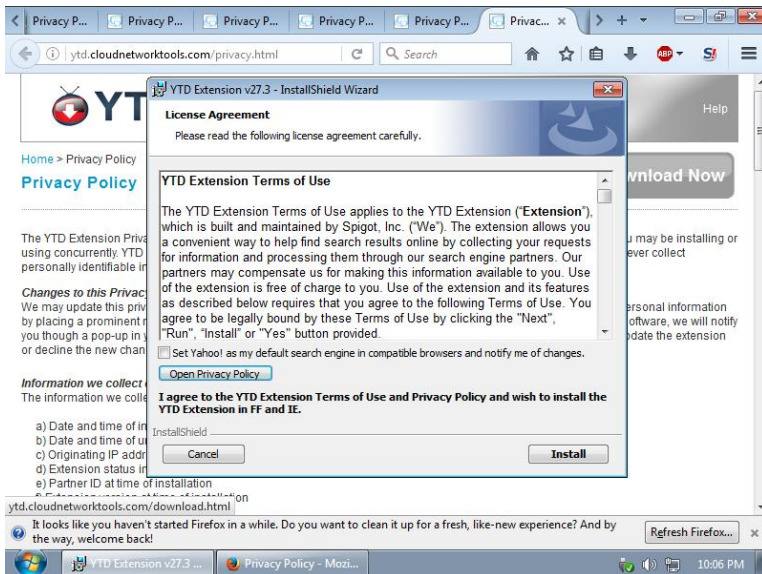 Privacy P...
Privacy P...
Privacy P...
Privacy P...
Privacy P...
Privac...
ytd.cloudnetworktools.com/privacy.html
Search
ABP
S!
YT
Help
Home > Privacy Policy
Privacy Policy
wnload Now
The YTD Extension Priva
u may be installing or
using concurrently. YTD
ever collect
personally identifiable in
Changes to this Privac
We may update this priv
ersonal information
by placing a prominent n
oftware, we will notify
you though a pop-up in y
pdate the extension
or decline the new chan
Information we collect
The information we colle
a) Date and time of in
b) Date and time of u
c) Originating IP addr
d) Extension status in
e) Partner ID at time of installation
f) Extension version at time of installation
ytd.cloudnetworktools.com/download.html
YTD Extension v27.3 - InstallShield Wizard
License Agreement
Please read the following license agreement carefully.
YTD Extension Terms of Use
The YTD Extension Terms of Use applies to the YTD Extension (“Extension”),
which is built and maintained by Spigot, Inc. (“We”). The extension allows you
a convenient way to help find search results online by collecting your requests
for information and processing them through our search engine partners. Our
partners may compensate us for making this information available to you. Use
of the extension is free of charge to you. Use of the extension and its features
as described below requires that you agree to the following Terms of Use. You
agree to be legally bound by these Terms of Use by clicking the "Next",
"Run", “Install” or "Yes" button provided.
Set Yahoo! as my default search engine in compatible browsers and notify me of changes.
Open Privacy Policy
I agree to the YTD Extension Terms of Use and Privacy Policy and wish to install the
YTD Extension in FF and IE.
InstallShield
Cancel
Install
It looks like you haven't started Firefox in a while. Do you want to clean it up for a fresh, like-new experience? And by
the way, welcome back!
Refresh Firefox...
YTD Extension v27.3 ...
Privacy Policy - Mozi...
10:06 PM